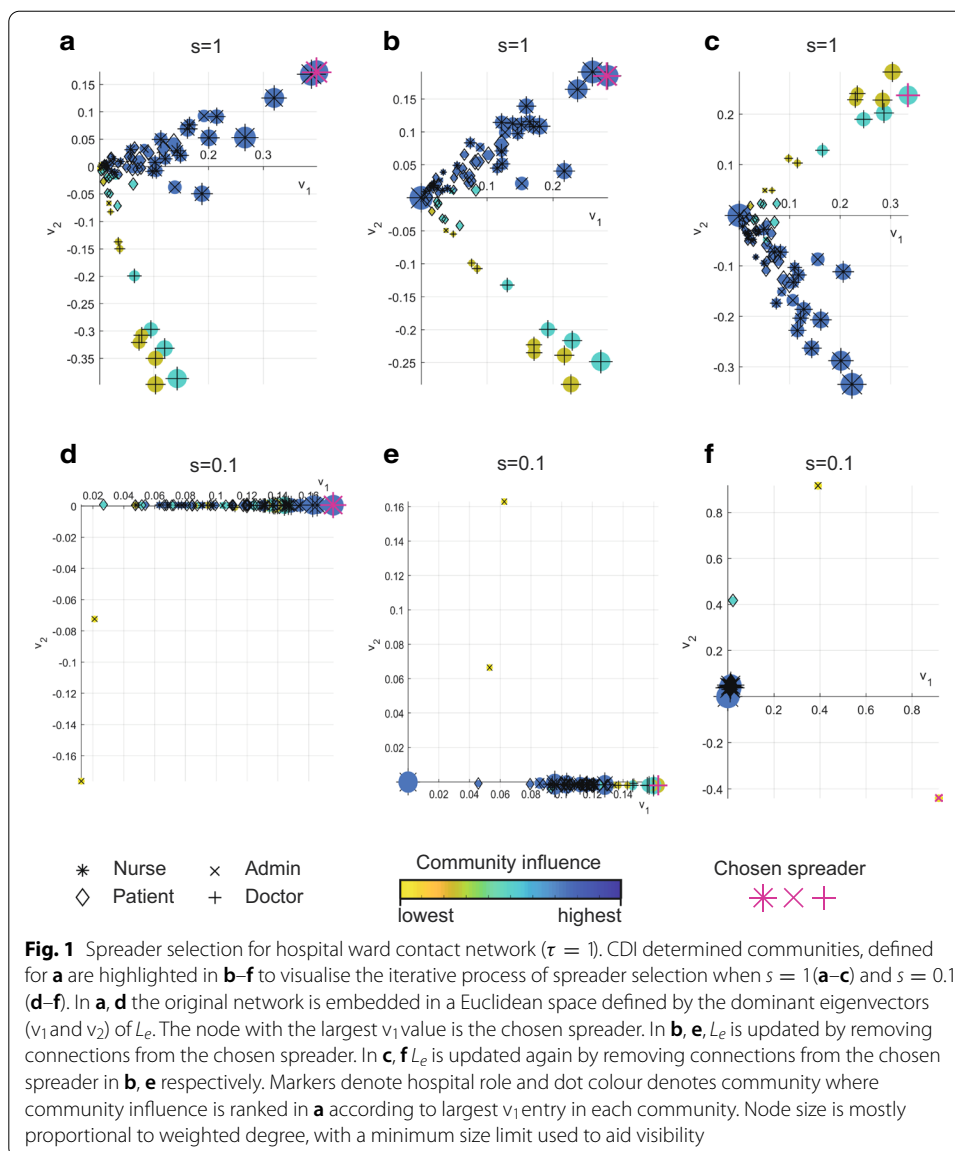 a
s=1
0.15
0.1
0.05
0
-0.05
-0.1
-0.15
-0.2
-0.25
-0.3
-0.35
0.2
0.3
v1
v2
b
s=1
0.15
0.1
0.05
0
-0.05
-0.1
-0.15
-0.2
-0.25
0.1
0.2
v1
v2
c
s=1
0.2
0.1
0
-0.1
-0.2
-0.3
0.1
0.2
0.3
v1
v2
d
s=0.1
0.02 0.04 0.06 0.08 0.1 0.12 0.14 0.16
v1
0
-0.02
-0.04
-0.06
-0.08
-0.1
-0.12
-0.14
-0.16
v2
e
s=0.1
0.16
0.14
0.12
0.1
0.08
0.06
0.04
0.02
0
0.02 0.04 0.06 0.08 0.1 0.12 0.14
v1
v2
f
s=0.1
0.8
0.6
0.4
0.2
0
-0.2
-0.4
0.2 0.4 0.6 0.8
v1
v2
Nurse
Admin
Patient
Doctor
Community influence
lowest highest
Chosen spreader
Fig. 1 Spreader selection for hospital ward contact network (τ = 1). CDI determined communities, defined
for a are highlighted in b–f to visualise the iterative process of spreader selection when s = 1(a–c) and s = 0.1
(d–f). In a, d the original network is embedded in a Euclidean space defined by the dominant eigenvectors
(v1 and v2) of Le. The node with the largest v1 value is the chosen spreader. In b, e, Le is updated by removing
connections from the chosen spreader. In c, f Le is updated again by removing connections from the chosen
spreader in b, e respectively. Markers denote hospital role and dot colour denotes community where
community influence is ranked in a according to largest v1 entry in each community. Node size is mostly
proportional to weighted degree, with a minimum size limit used to aid visibility